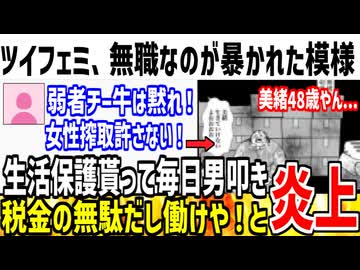 ツイフェミ、無職なのが暴かれた模様
弱者チー牛は黙れ!
女性搾取許さない!
美緒48歳やん...
生活保護貰って毎日男叩き
税金の無駄だし働けや!と炎上